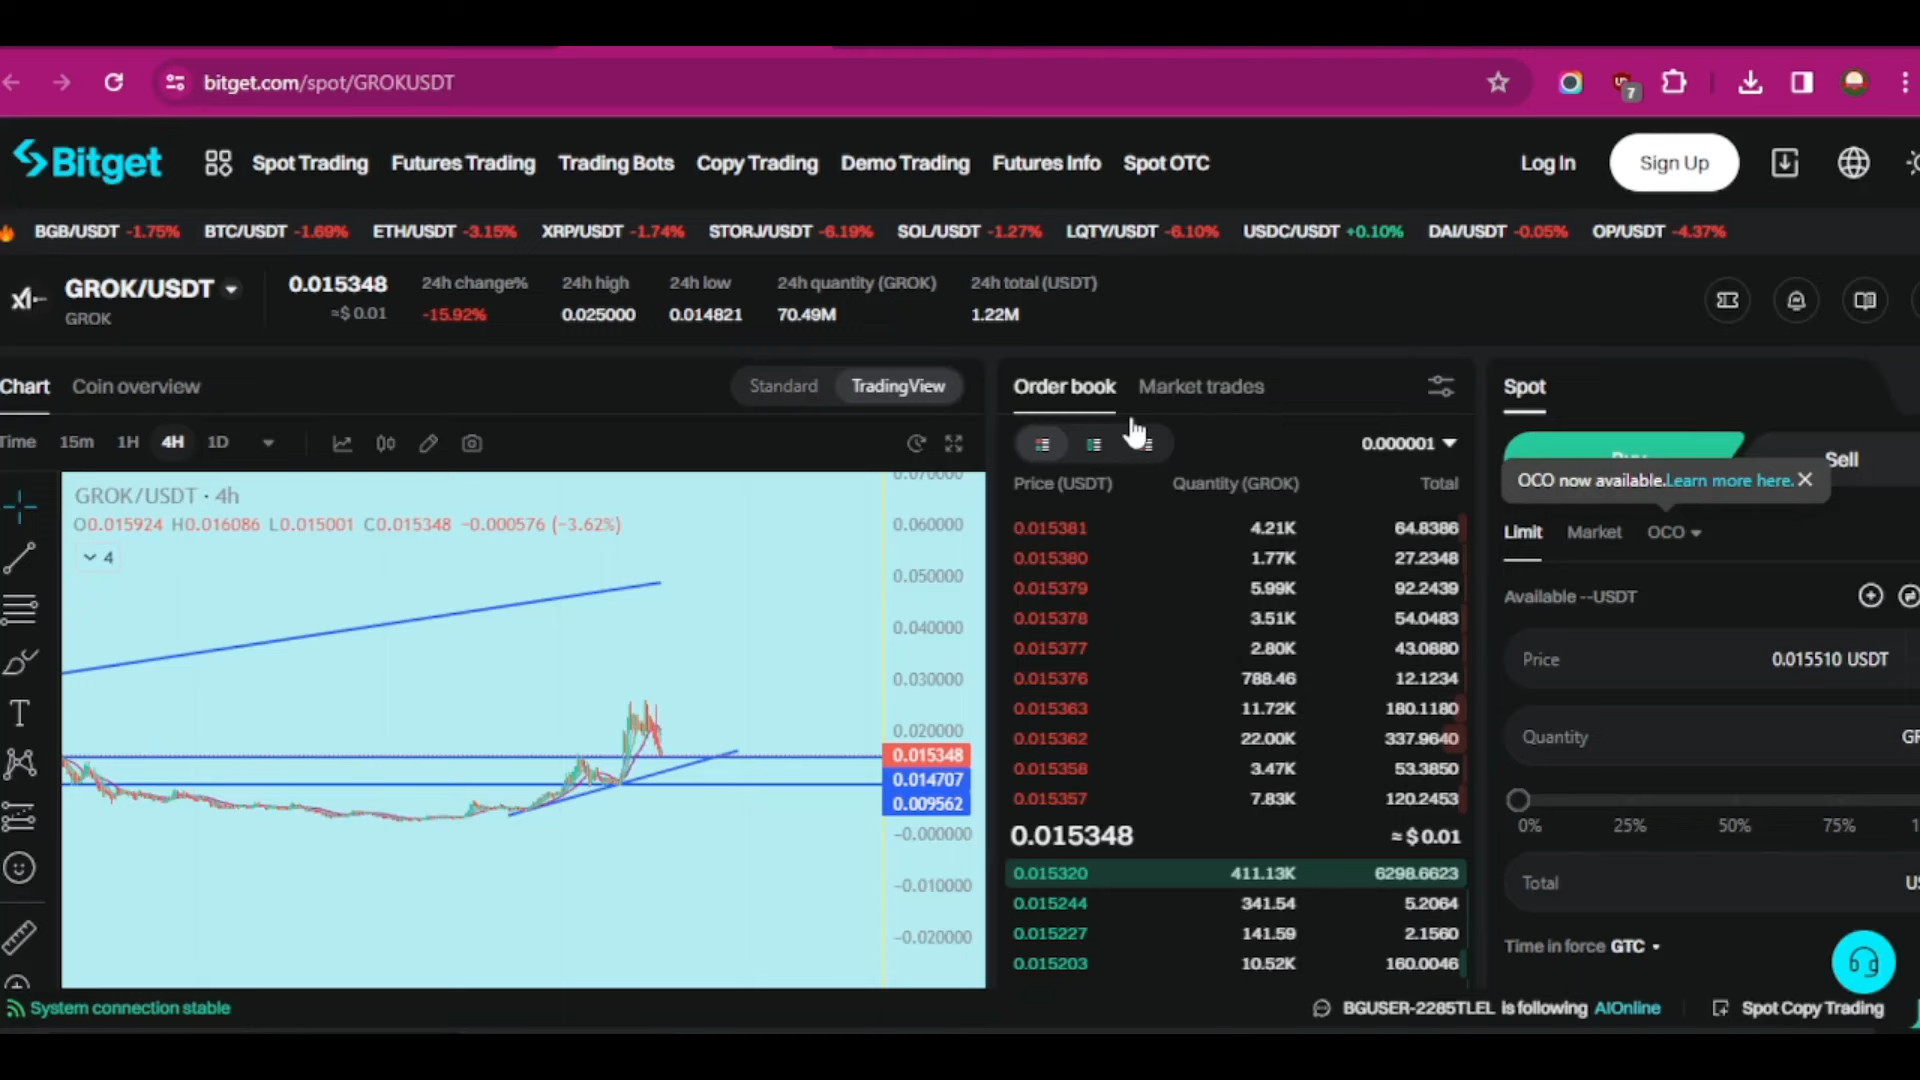 bitget.com/spot/GROKUSDT
7
Bitget
Spot Trading Futures Trading Trading Bots Copy Trading Demo Trading Futures Info Spot OTC
Log In
Sign Up
BGB/USDT -1.75% BTC/USDT -1.69% ETH/USDT -3.15% XRP/USDT -1.74% STORJ/USDT -6.19% SOL/USDT -1.27% LQTY/USDT -6.10% USDC/USDT +0.10% DAI/USDT -0.05% OP/USDT -4.37%
GROK/USDT
GROK
0.015348
≈$ 0.01
24h change%
-15.92%
24h high
0.025000
24h low
0.014821
24h quantity (GROK)
70.49M
24h total (USDT)
1.22M
Chart Coin overview
Standard TradingView
Time 15m 1H 4H 1D
GROK/USDT · 4h
O0.015924 H0.016086 L0.015001 C0.015348 −0.000576 (−3.62%)
4
0.070000
0.060000
0.050000
0.040000
0.030000
0.020000
0.015348
0.014707
0.009562
−0.000000
−0.010000
−0.020000
Order book Market trades
0.000001
Price (USDT) Quantity (GROK) Total
0.015381 4.21K 64.8386
0.015380 1.77K 27.2348
0.015379 5.99K 92.2439
0.015378 3.51K 54.0483
0.015377 2.80K 43.0880
0.015376 788.46 12.1234
0.015363 11.72K 180.1180
0.015362 22.00K 337.9640
0.015358 3.47K 53.3850
0.015357 7.83K 120.2453
0.015348 ≈ $ 0.01
0.015320 411.13K 6298.6623
0.015244 341.54 5.2064
0.015227 141.59 2.1560
0.015203 10.52K 160.0046
Spot
Sell
OCO now available.Learn more here.
Limit Market OCO
Available --USDT
Price 0.015510 USDT
Quantity
0% 25% 50% 75%
Total
Time in force GTC
System connection stable
BGUSER-2285TLEL is following AIOnline
Spot Copy Trading